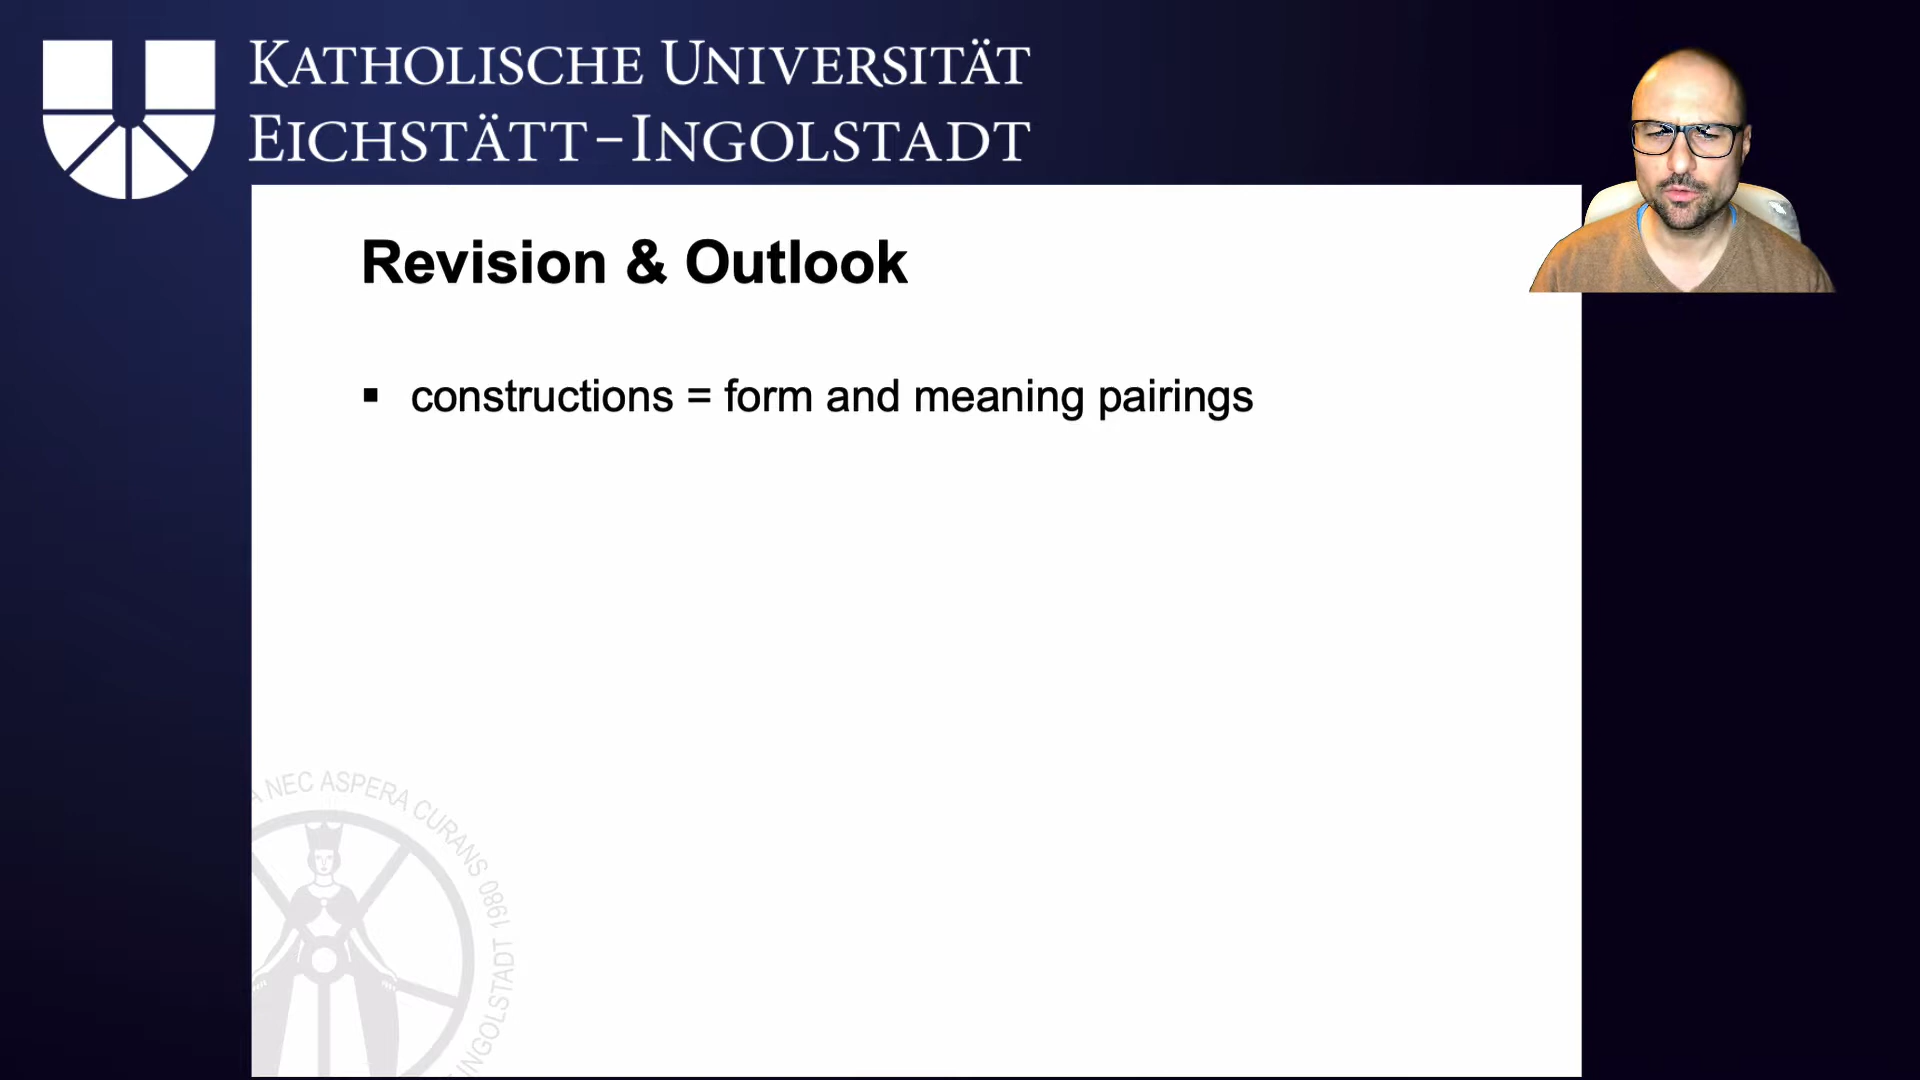 KATHOLISCHE UNIVERSITÄT
EICHSTÄTT-INGOLSTADT
Revision & Outlook
▪ constructions = form and meaning pairings
NEC ASPERA CURANS 1980
INGOLSTADT